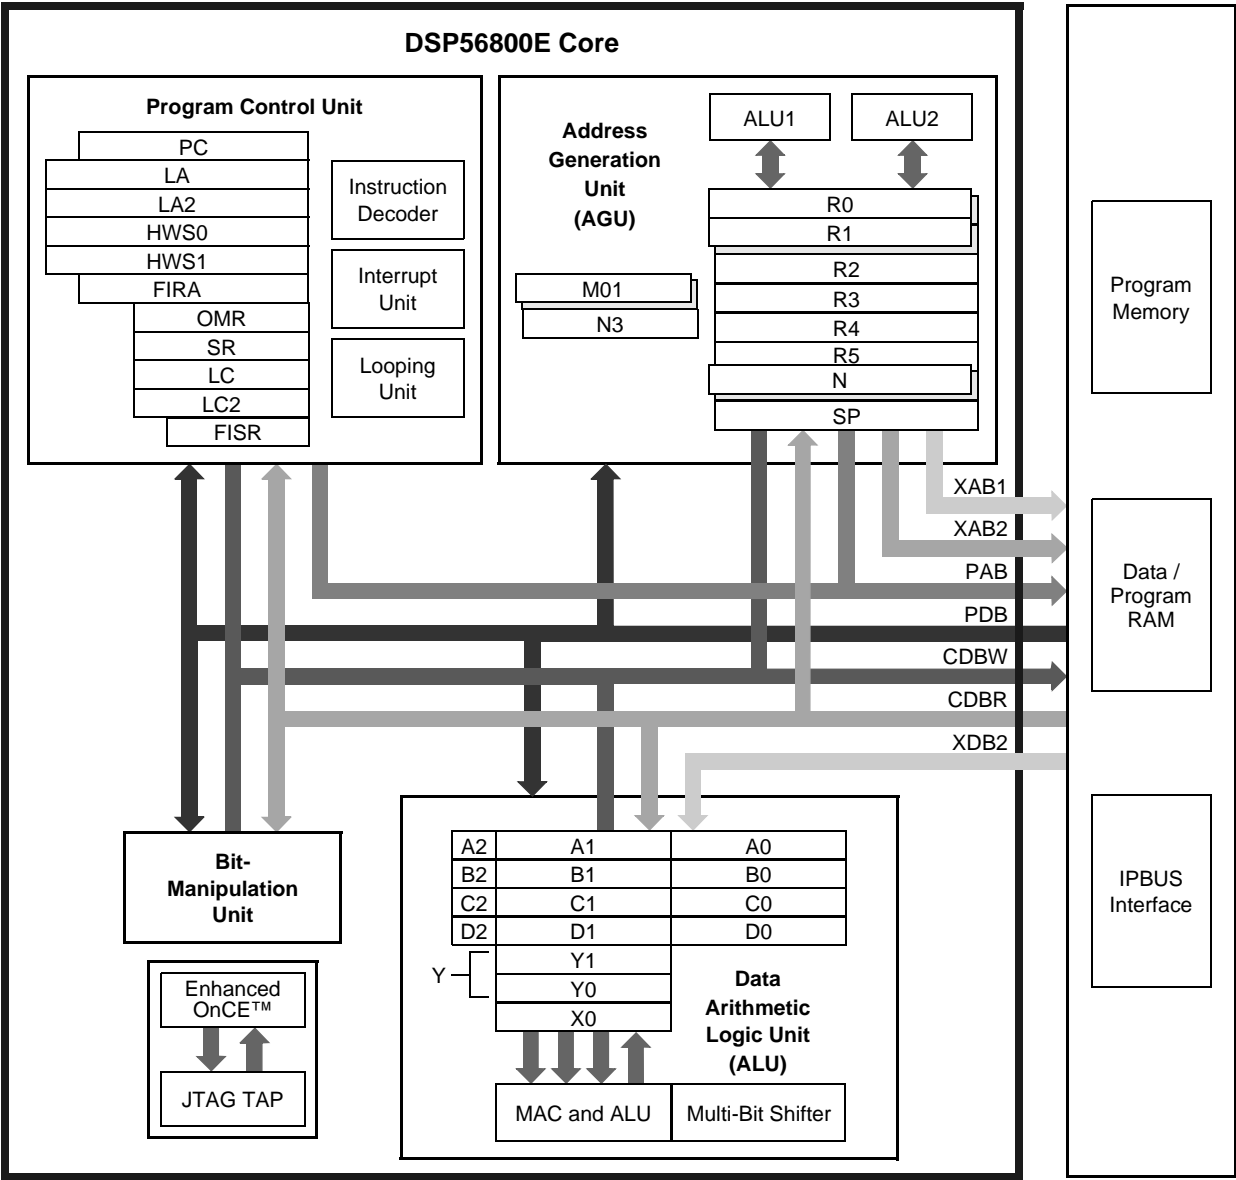 DSP56800E Core
Program Control Unit
PC
LA
LA2
HWS0
HWS1
FIRA
OMR
SR
LC
LC2
FISR
Instruction
Decoder
Interrupt
Unit
Looping
Unit
Address
Generation
Unit
(AGU)
ALU1
ALU2
R0
R1
R2
R3
R4
R5
N
SP
M01
N3
XAB1
XAB2
PAB
PDB
CDBW
CDBR
XDB2
Program
Memory
Data /
Program
RAM
IPBUS
Interface
Bit-
Manipulation
Unit
Enhanced
OnCE™
JTAG TAP
A2 A1 A0
B2 B1 B0
C2 C1 C0
D2 D1 D0
Y
Y1
Y0
X0
Data
Arithmetic
Logic Unit
(ALU)
MAC and ALU
Multi-Bit Shifter